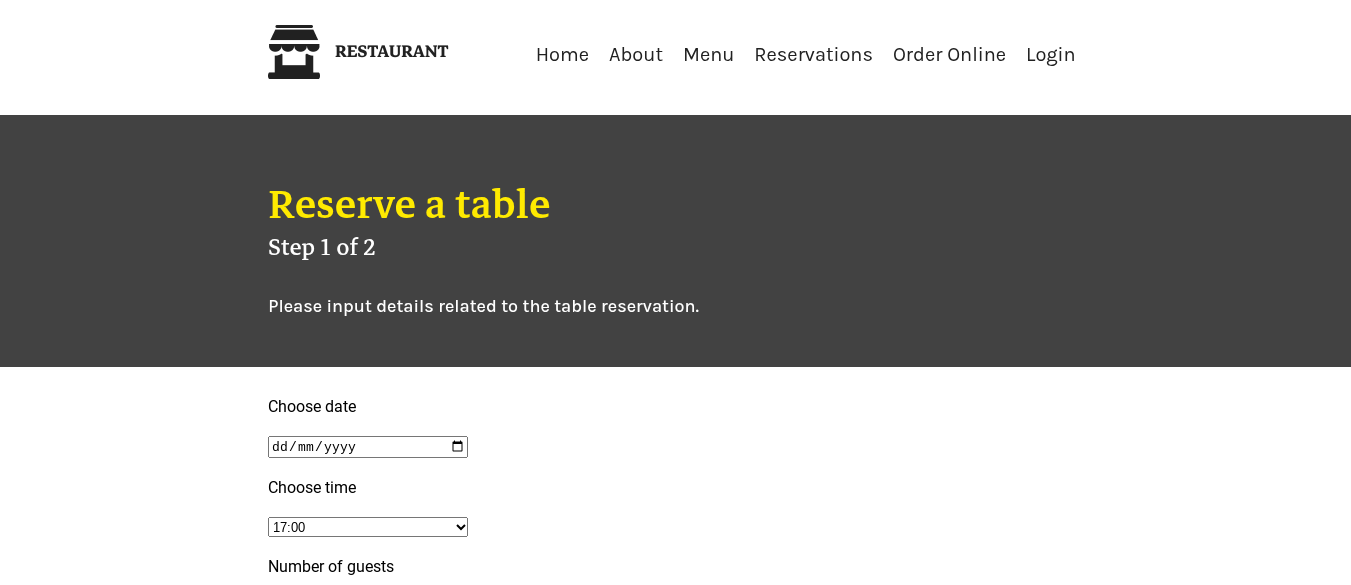 RESTAURANT
Home About Menu Reservations Order Online Login
Reserve a table
Step 1 of 2
Please input details related to the table reservation.
Choose date
dd/mm/yyyy
Choose time
17:00
Number of guests